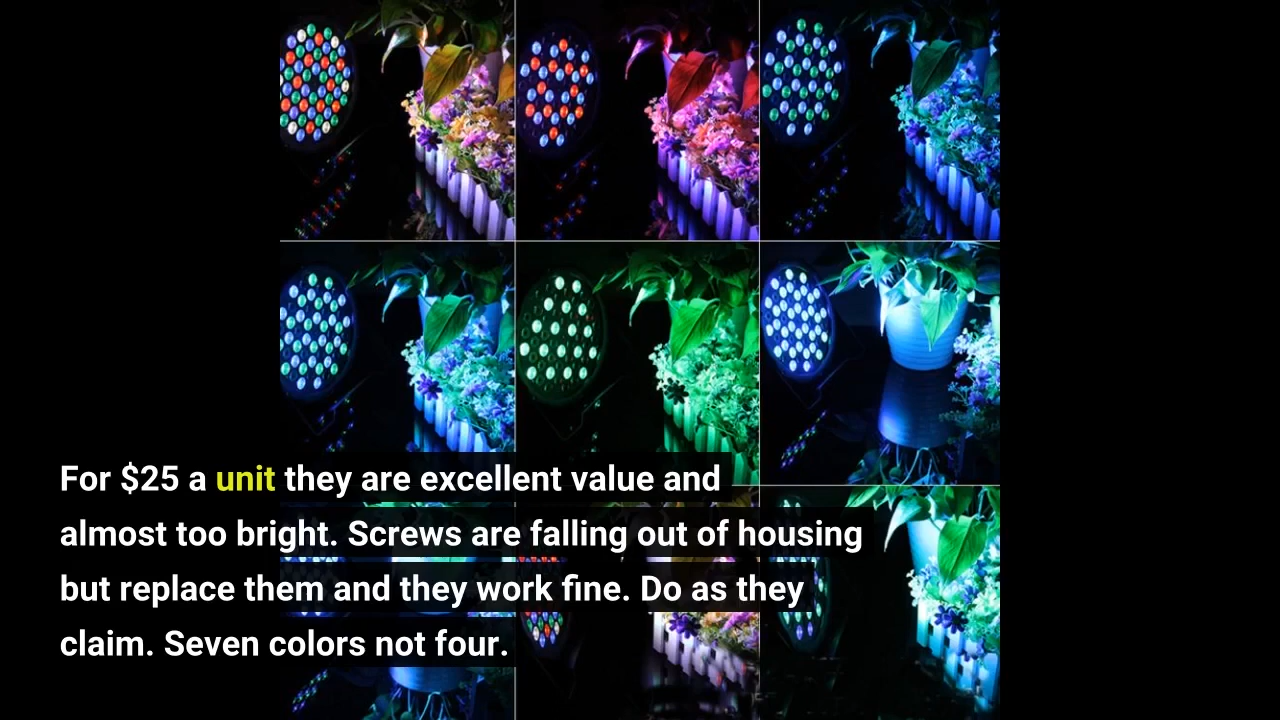 For $25 a unit they are excellent value and
almost too bright. Screws are falling out of housing
but replace them and they work fine. Do as they
claim. Seven colors not four.